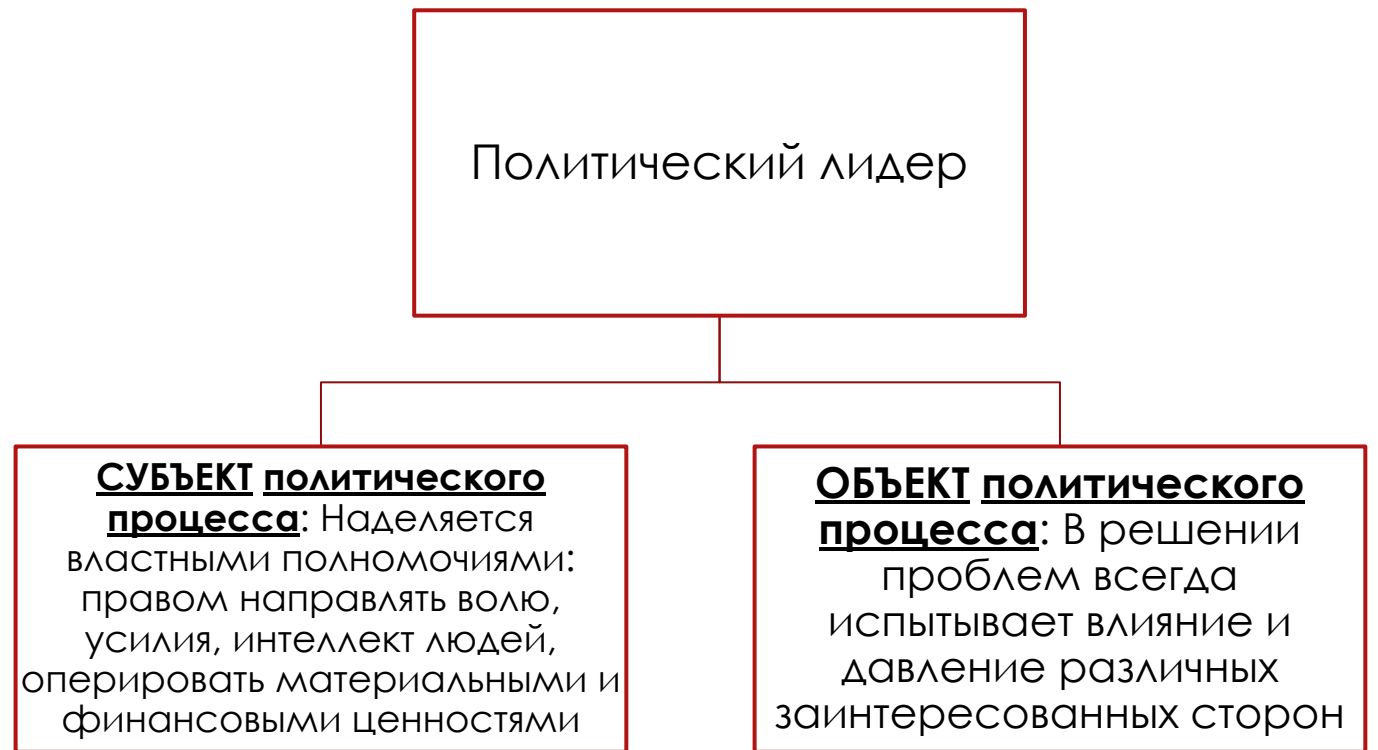 Политический лидер
СУБЪЕКТ политического
процесса: Наделяется
властными полномочиями:
правом направлять волю,
усилия, интеллект людей,
оперировать материальными и
финансовыми ценностями
ОБЪЕКТ политического
процесса: В решении
проблем всегда
испытывает влияние и
давление различных
заинтересованных сторон